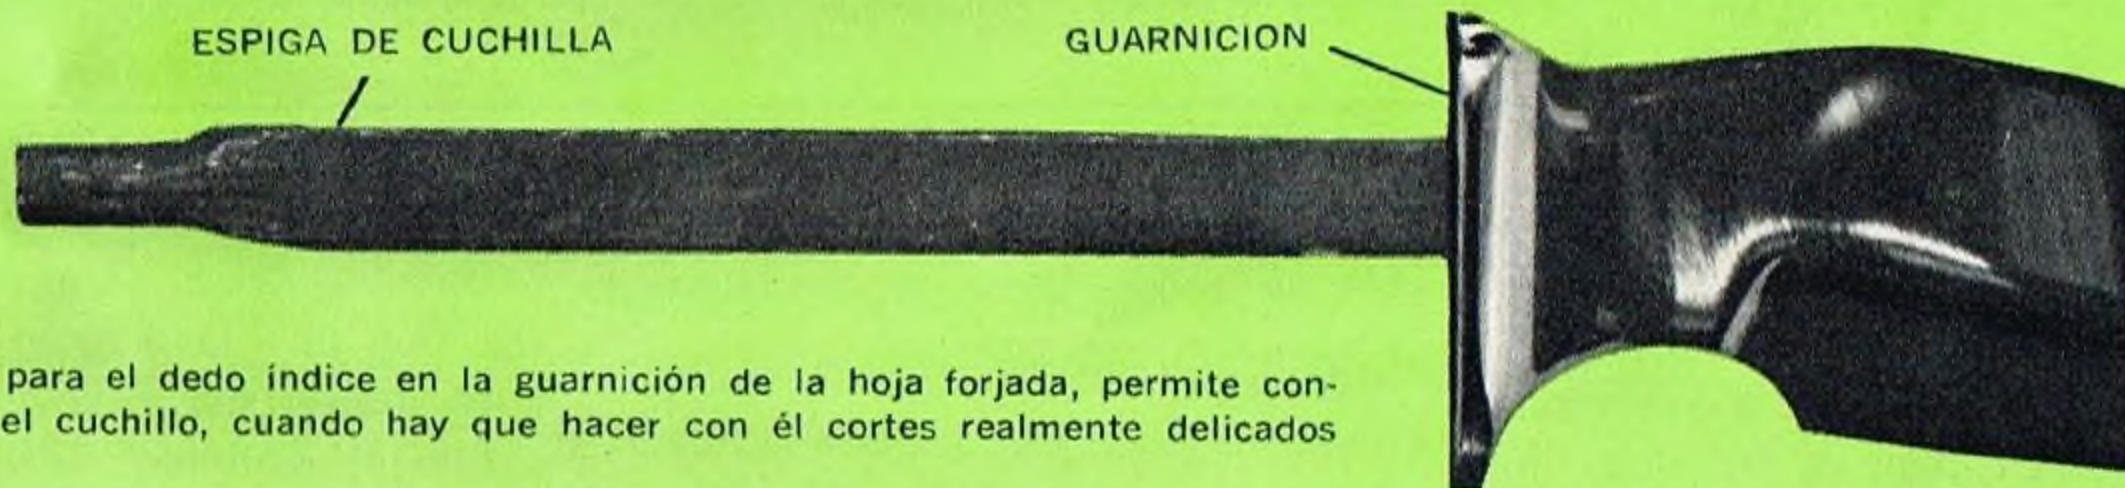 ESPIGA DE CUCHILLA
GUARNICION
para el dedo índice en la guarnición de la hoja forjada, permite con-
el cuchillo, cuando hay que hacer con él cortes realmente delicados